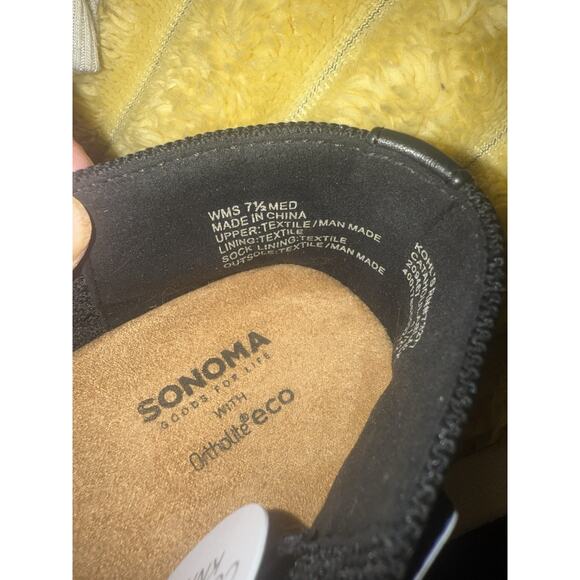 WMS 7½ MED
MADE IN CHINA
UPPER:TEXTILE/MAN MADE
LINING:TEXTILE
SOCK LINING:TEXTILE
OUTSOLE:TEXTILE/MAN MADE
SONOMA
GOODS FOR LIFE
WITH
Ortholite® eco